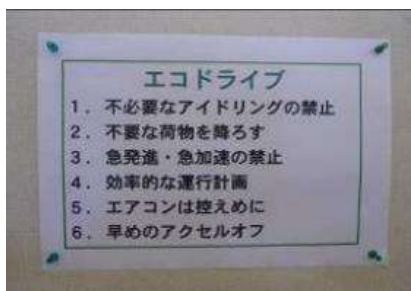 エコドライブ
1．不必要なアイドリングの禁止
2．不要な荷物を降ろす
3．急発進・急加速の禁止
4．効率的な運行計画
5．エアコンは控えめに
6．早めのアクセルオフ